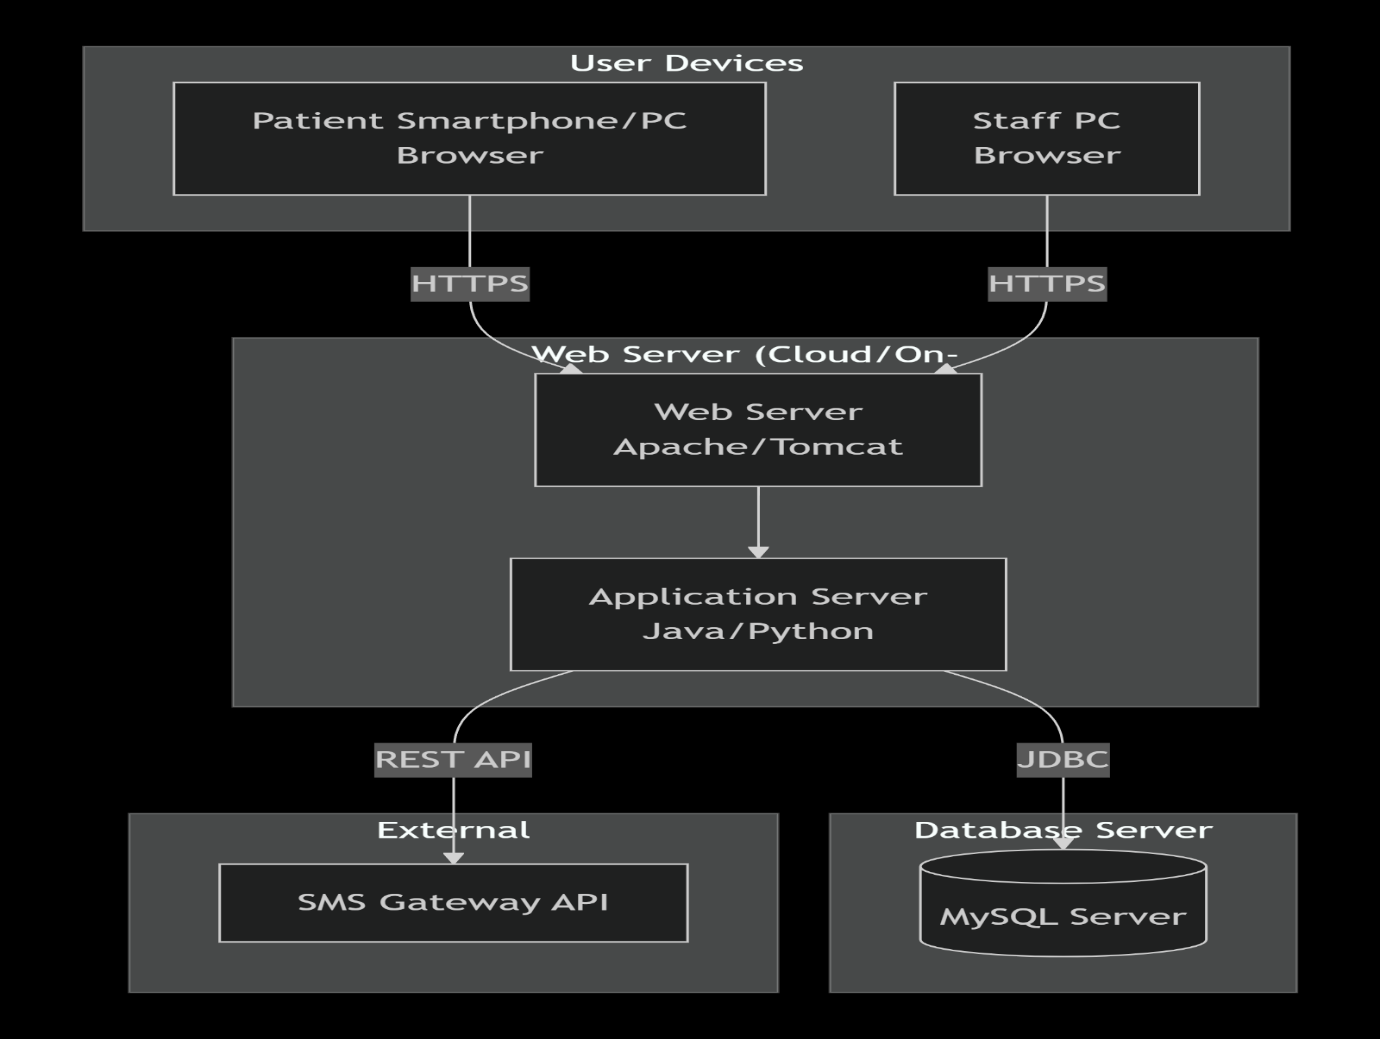 User Devices
Patient Smartphone/PC
Browser
Staff PC
Browser
HTTPS
HTTPS
Web Server (Cloud/On-
Web Server
Apache/Tomcat
Application Server
Java/Python
REST API
JDBC
External
SMS Gateway API
Database Server
MySQL Server